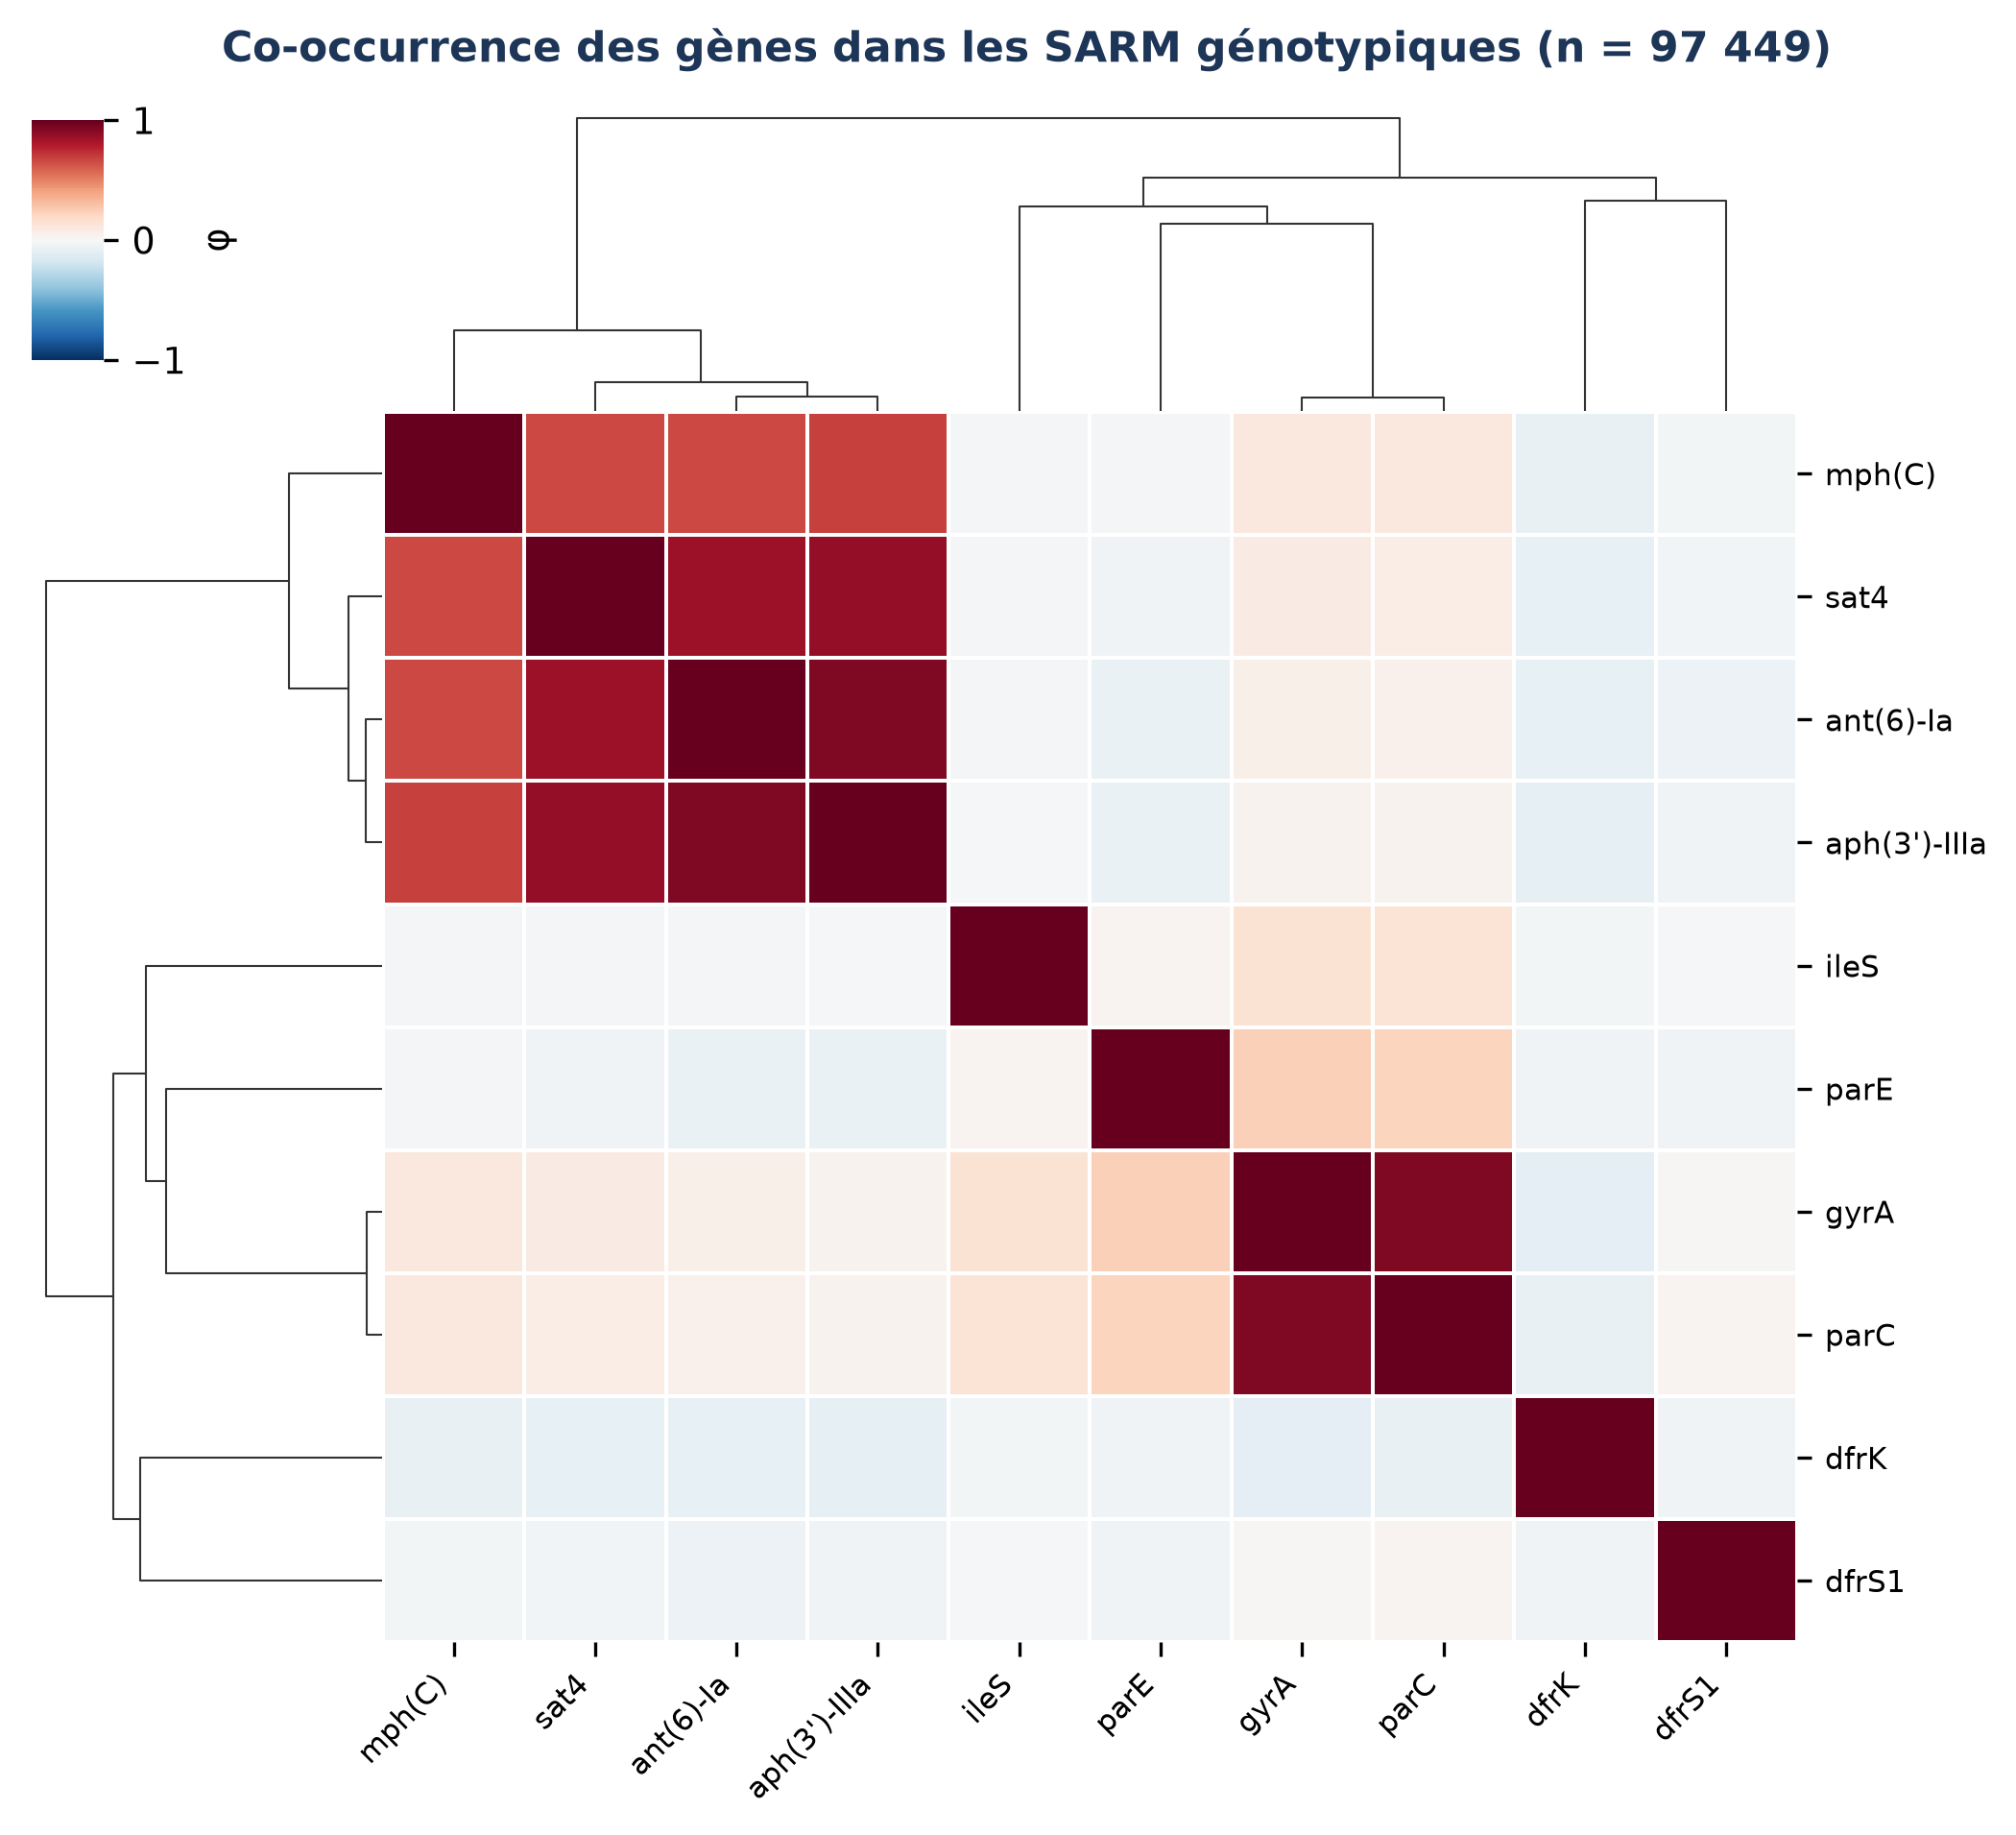 Co-occurrence des gènes dans les SARM génotypiques (n = 97 449)
1
0
−1
φ
mph(C)
sat4
ant(6)-Ia
aph(3')-IIIa
ileS
parE
gyrA
parC
dfrK
dfrS1
mph(C)
sat4
ant(6)-Ia
aph(3')-IIIa
ileS
parE
gyrA
parC
dfrK
dfrS1